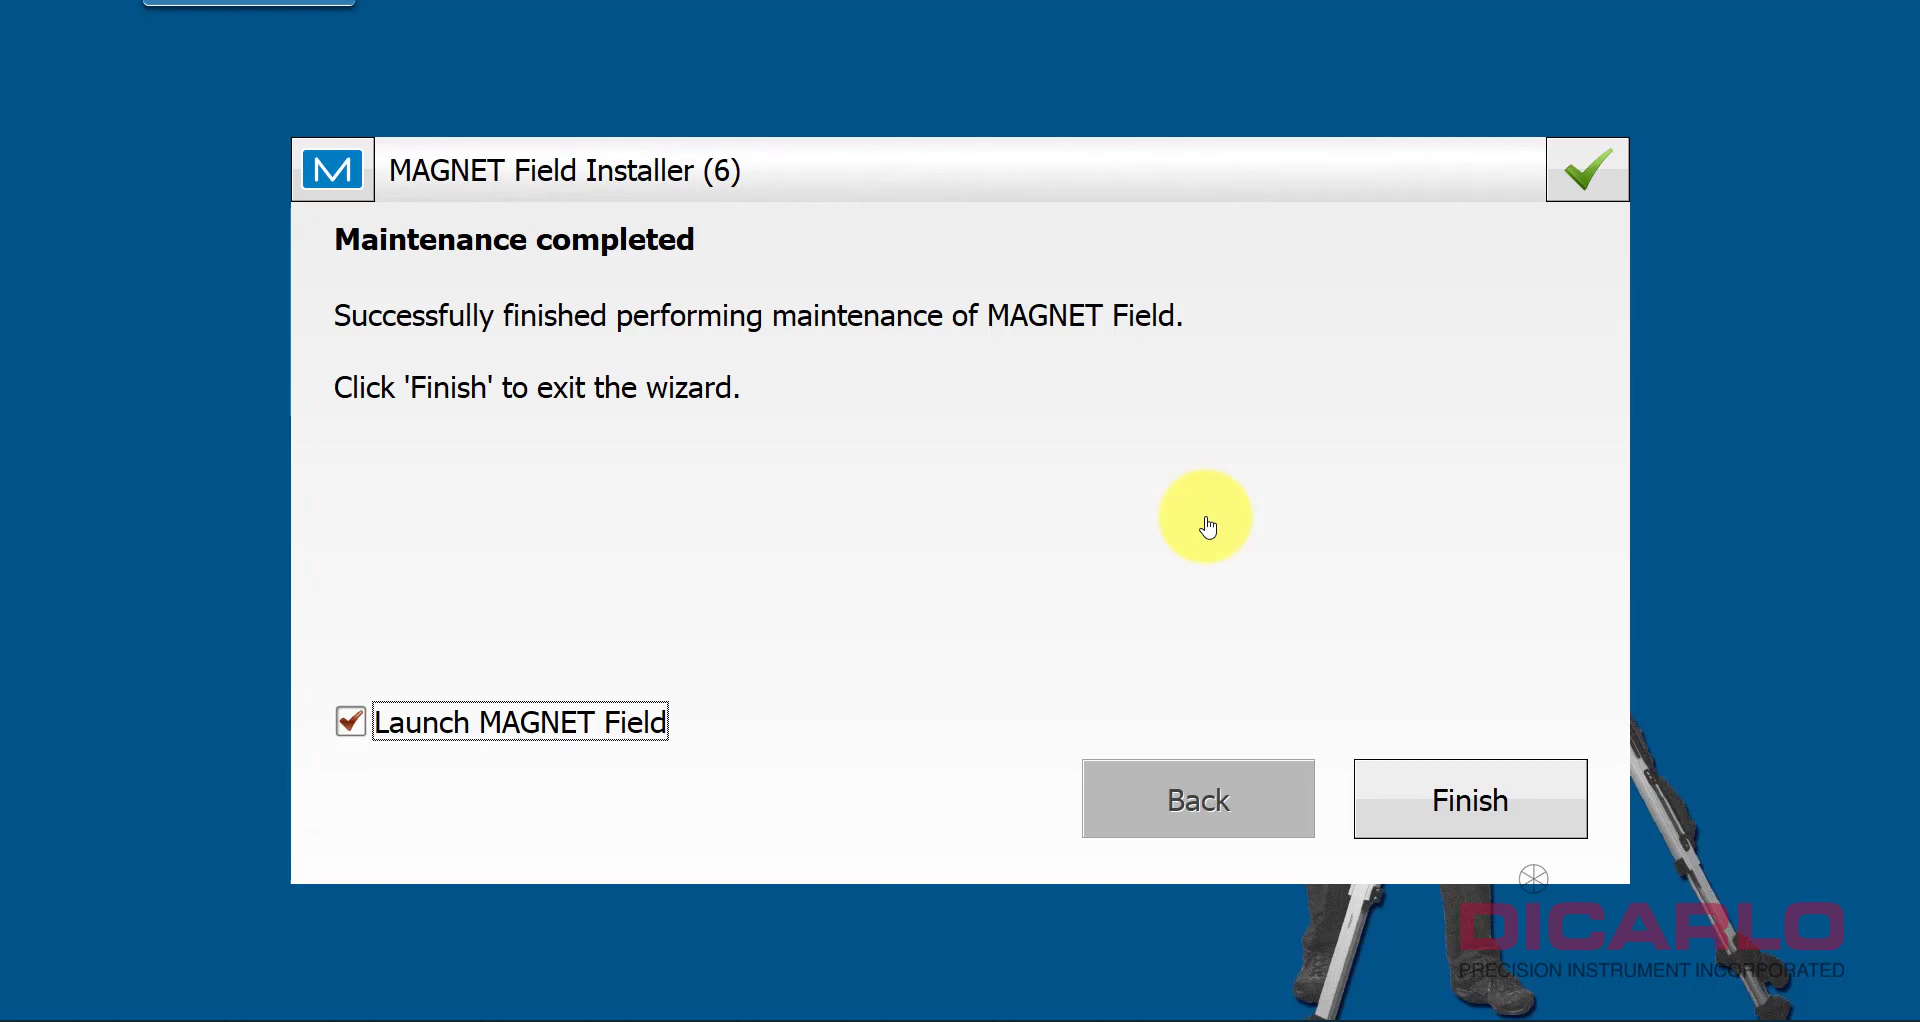 MAGNET Field Installer (6)
Maintenance completed
Successfully finished performing maintenance of MAGNET Field.
Click 'Finish' to exit the wizard.
Launch MAGNET Field
Back
Finish
DICARLO
PRECISION INSTRUMENT INCORPORATED